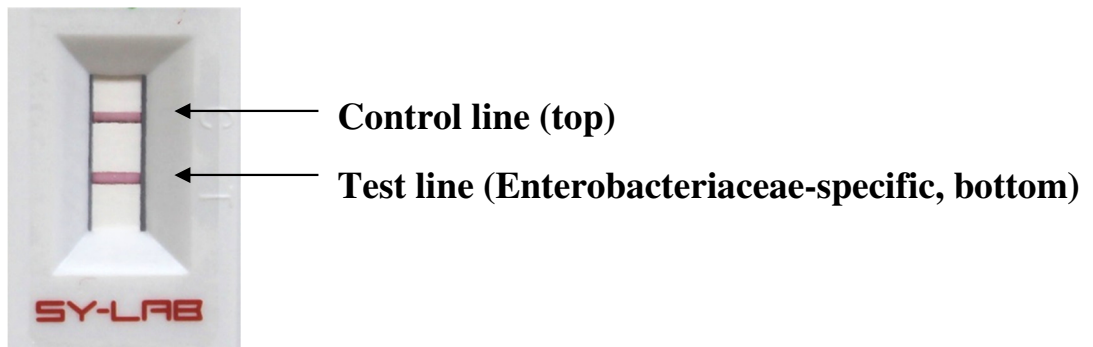 C
Control line (top)
T
Test line (Enterobacteriaceae-specific, bottom)
SY-LAB